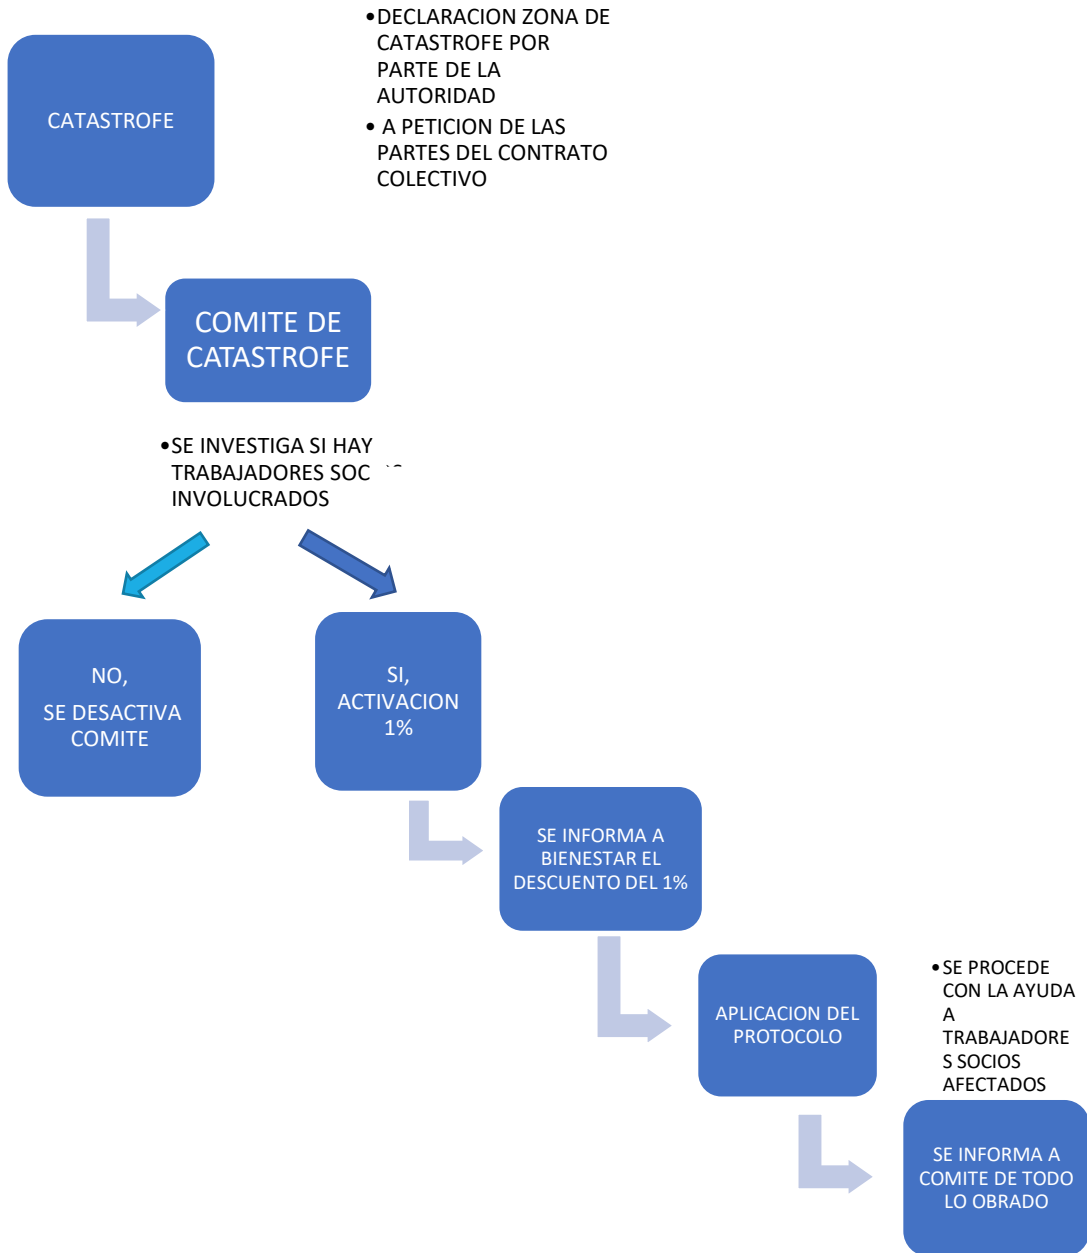 •DECLARACION ZONA DE
CATASTROFE POR
PARTE DE LA
AUTORIDAD
• A PETICION DE LAS
PARTES DEL CONTRATO
COLECTIVO
CATASTROFE
COMITE DE
CATASTROFE
•SE INVESTIGA SI HAY
TRABAJADORES
INVOLUCRADOS
NO,
SE DESACTIVA
COMITE
SI,
ACTIVACION
1%
SE INFORMA A
BIENESTAR EL
DESCUENTO DEL 1%
APLICACION DEL
PROTOCOLO
•SE PROCEDE
CON LA AYUDA
A
TRABAJADORE
S SOCIOS
AFECTADOS
SE INFORMA A
COMITE DE TODO
LO OBRADO